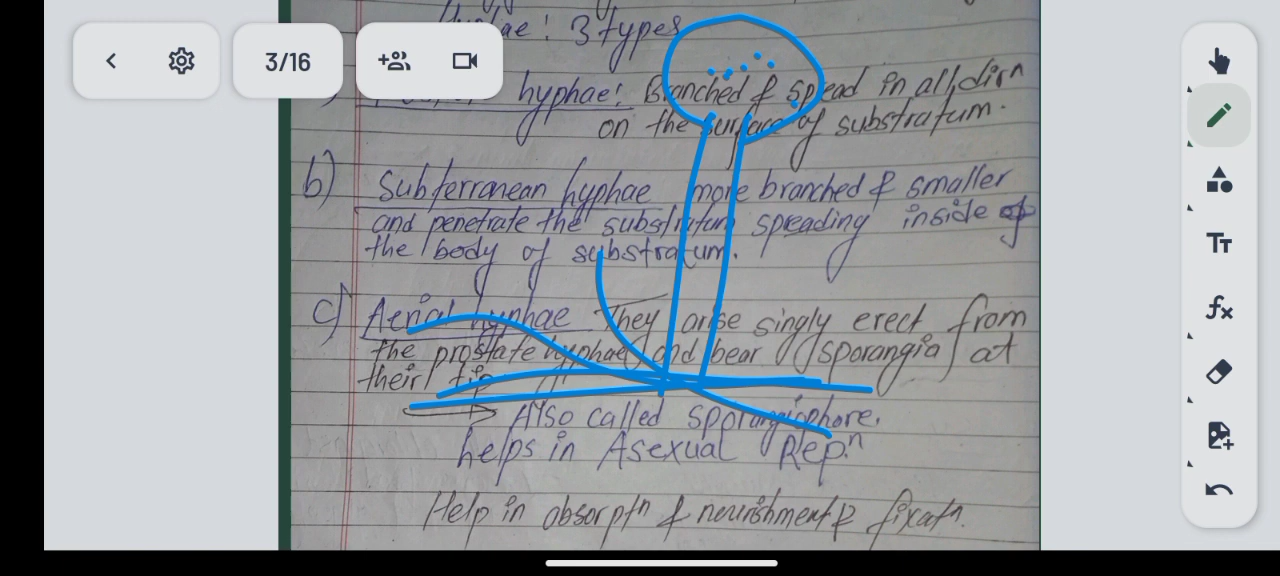 3/16
ae: 3 types
hyphae: Branched & spread in all dirn
on the surface of substratum.
b) Subterranean hyphae more branched & smaller
and penetrate the substratum spreading inside of
the body of substratum.
c) Aerial hyphae They arise singly erect from
the prostate hyphae and bear (sporangia) at
their tip
→ Also called sporangiophore.
helps in Asexual Rep.n
Help in absorptn & nourishment & fixatn.
Tт
fx